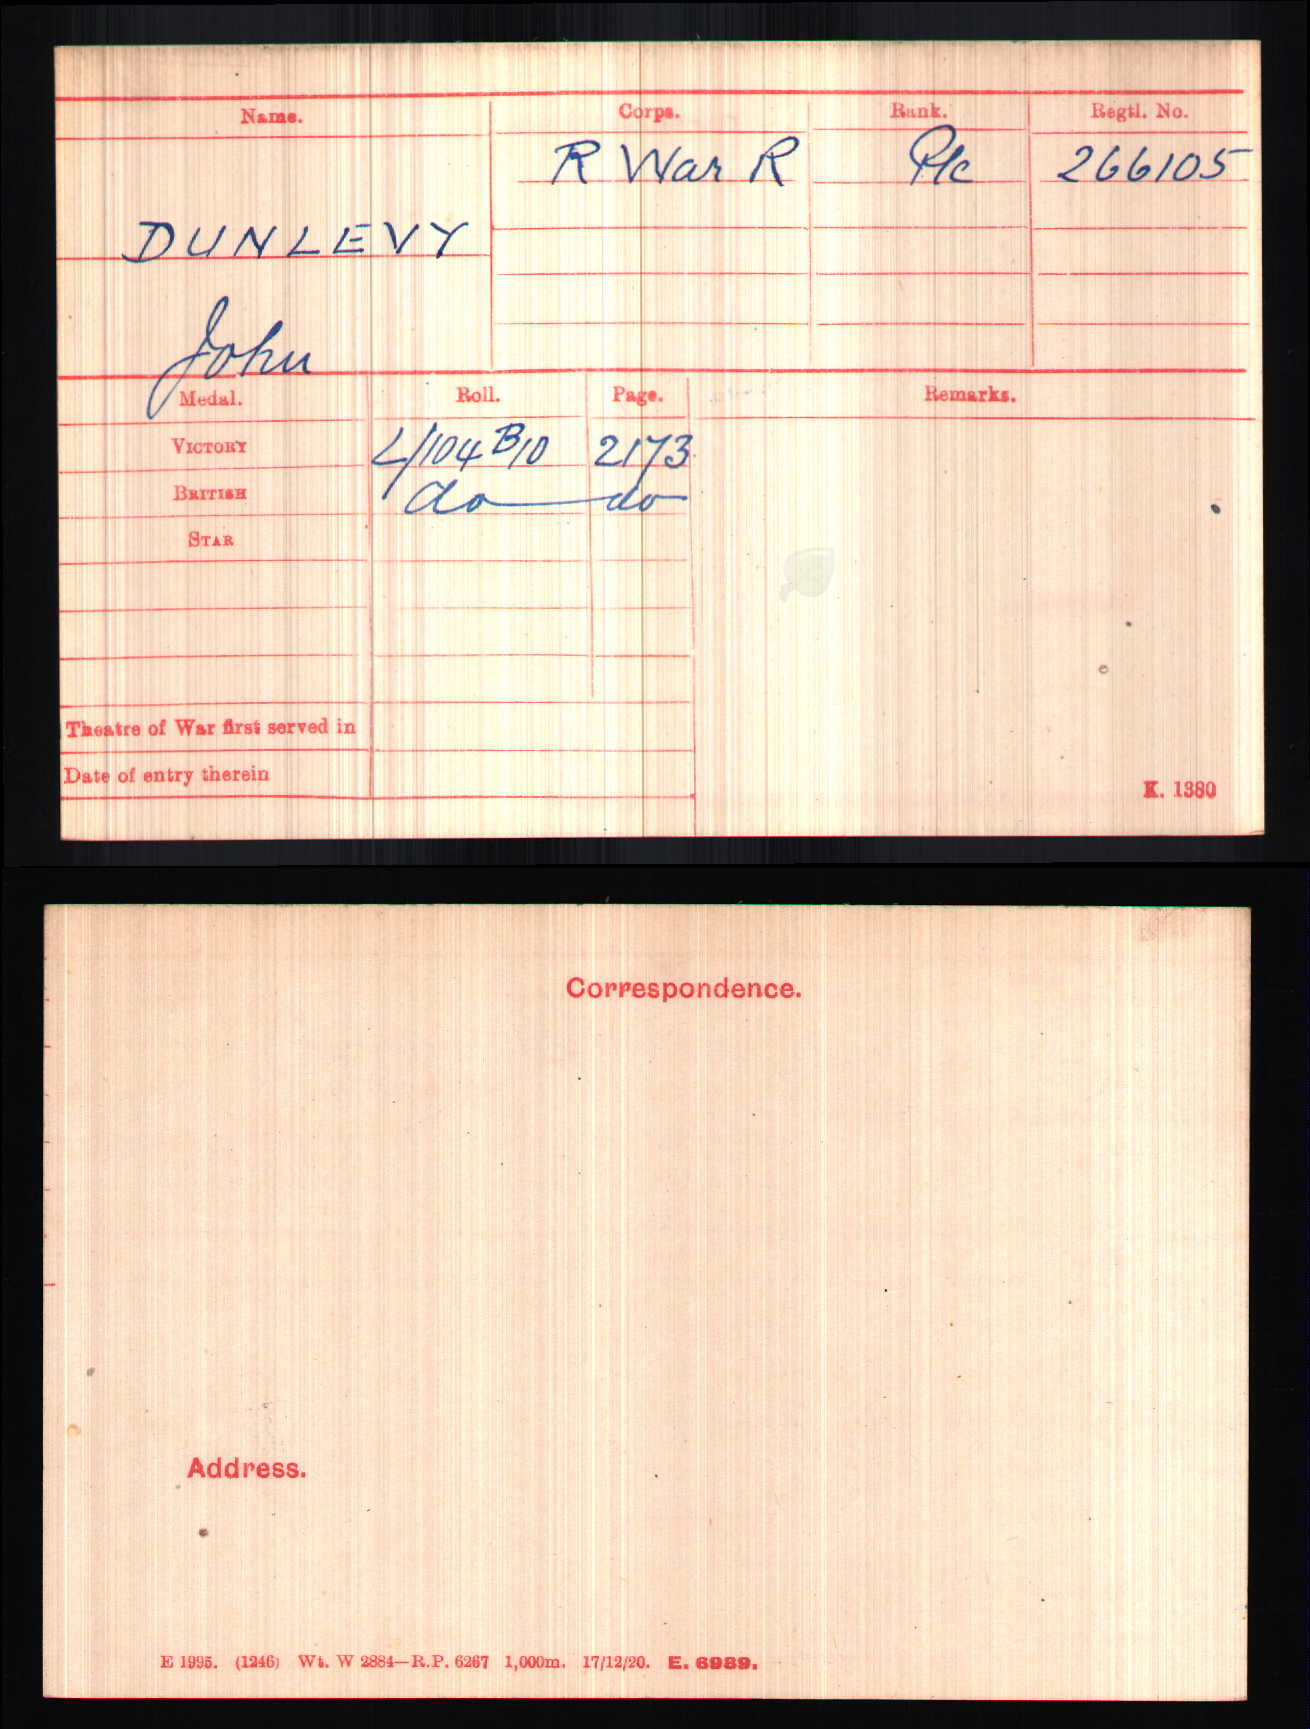 Name. Corps. Rank. Regtl. No.
R War R Pte 266105
DUNLEVY
John
Medal. Roll. Page. Remarks.
VICTORY L/104 B10 2173
BRITISH do do
STAR
Theatre of War first served in
Date of entry therein
K. 1380
Correspondence.
Address.
E 1995. (1246) Wt. W 2884—R.P. 6267 1,000m. 17/12/20. E. 6989.